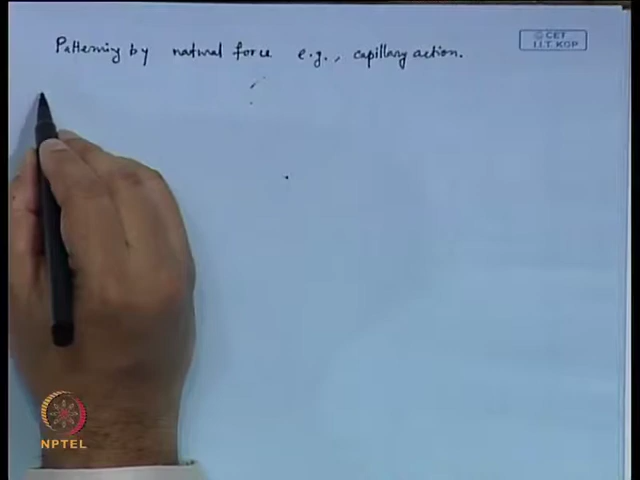 Patterning by natural force e.g., capillary action.
© CET
I.I.T. KGP
NPTEL